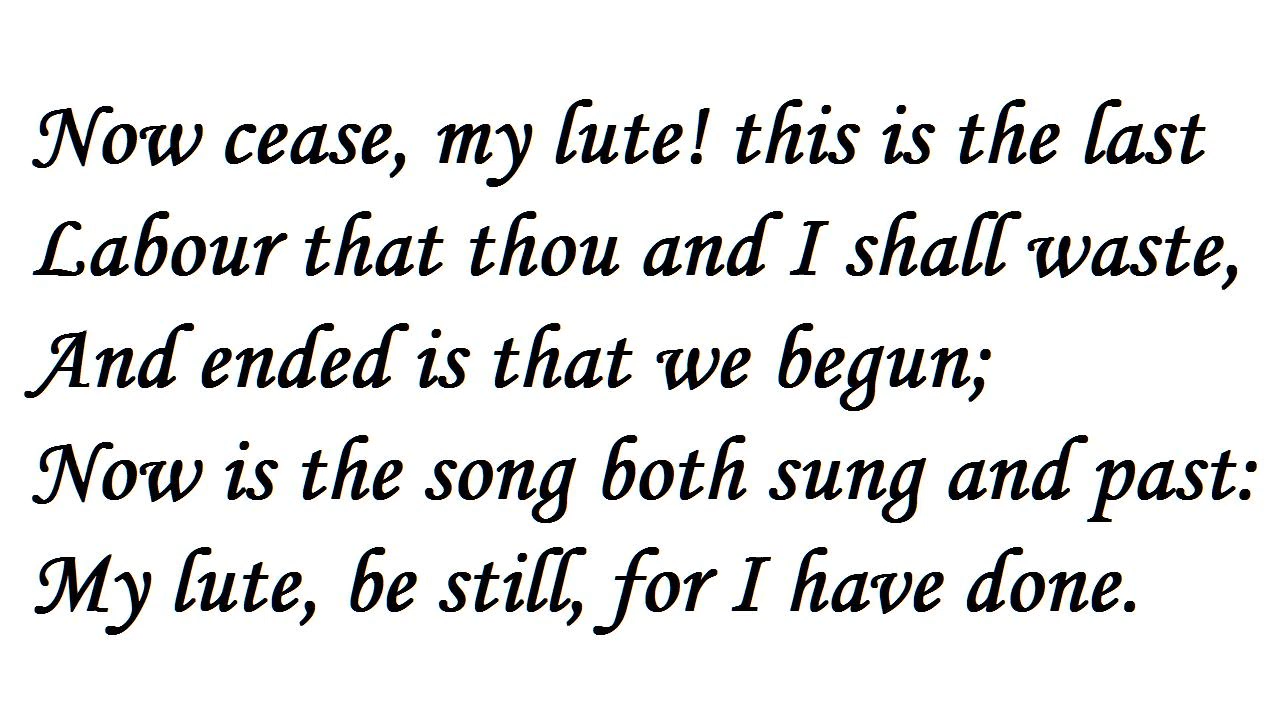 Now cease, my lute! this is the last
Labour that thou and I shall waste,
And ended is that we begun;
Now is the song both sung and past:
My lute, be still, for I have done.